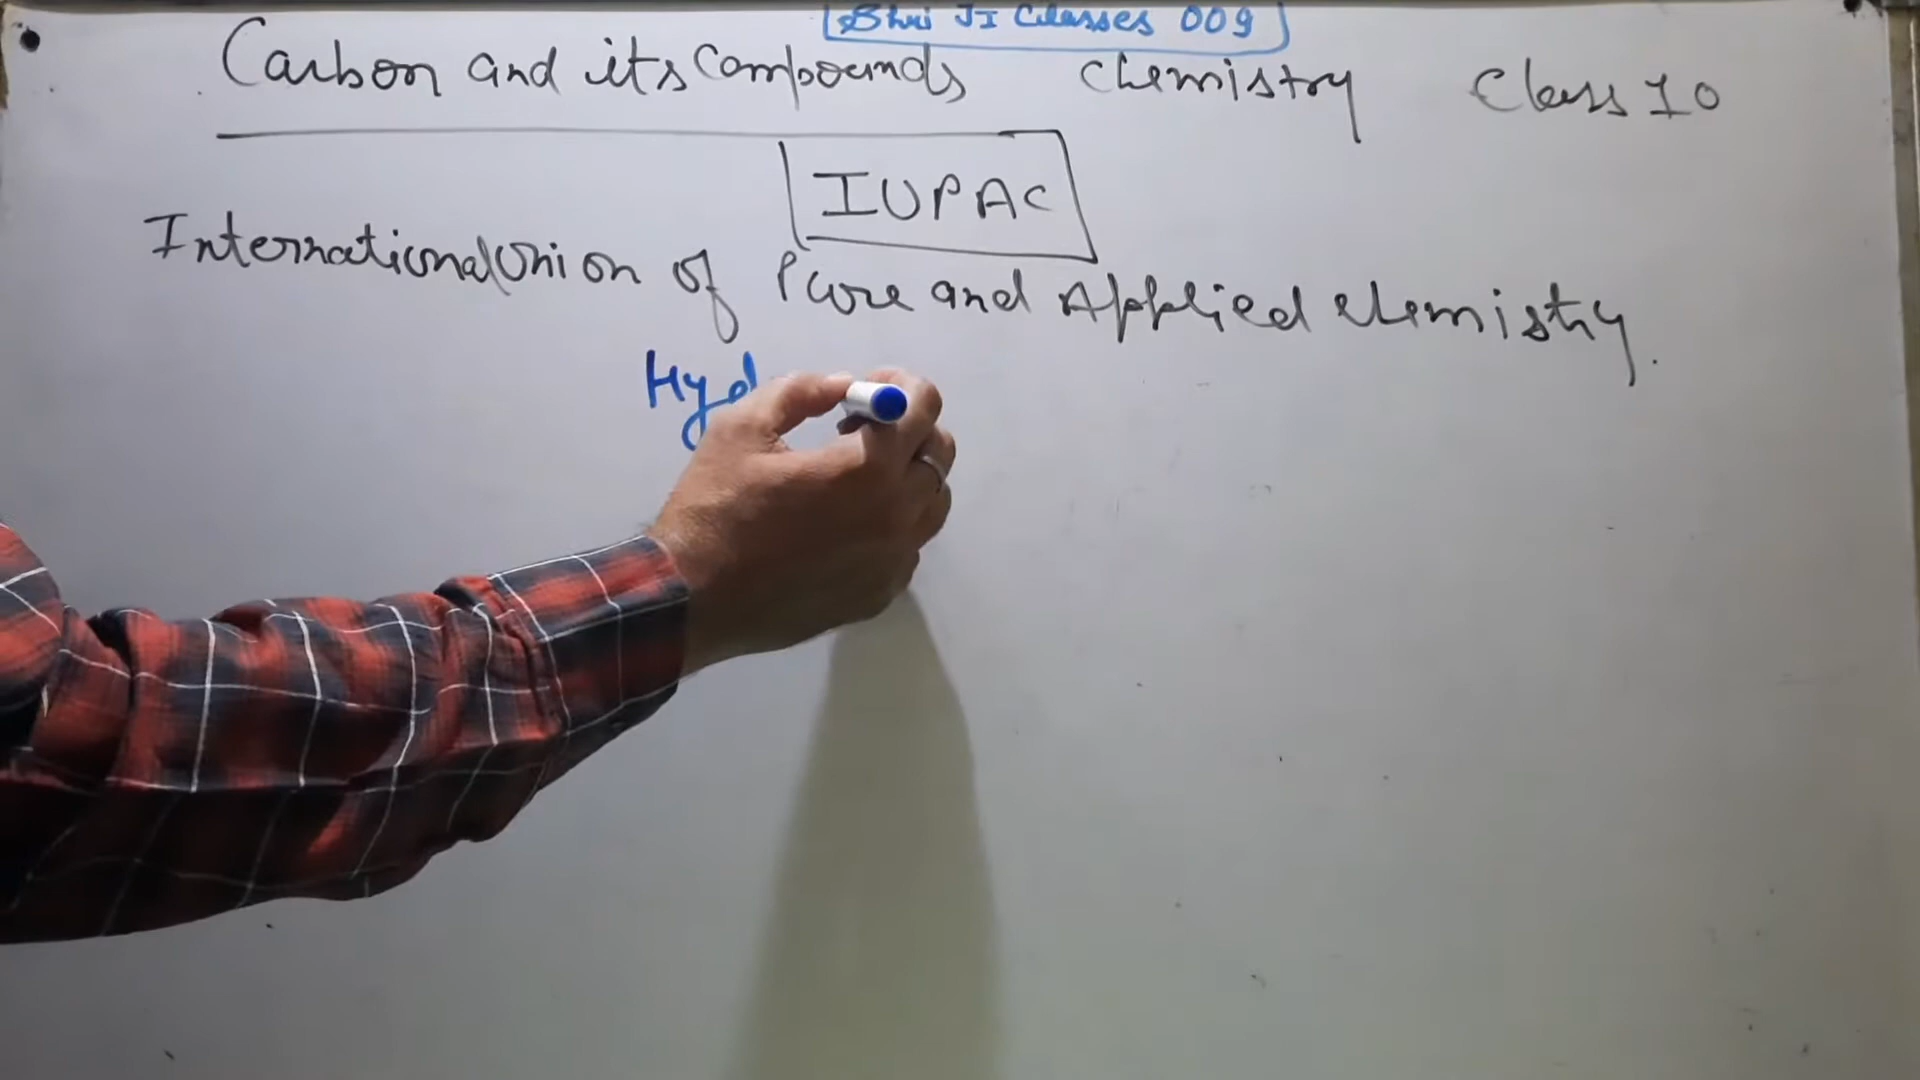 Shri JI Classes 009
Carbon and its Compounds Chemistry Class 10
IUPAC
International Union of Pure and Applied chemistry.
Hyd